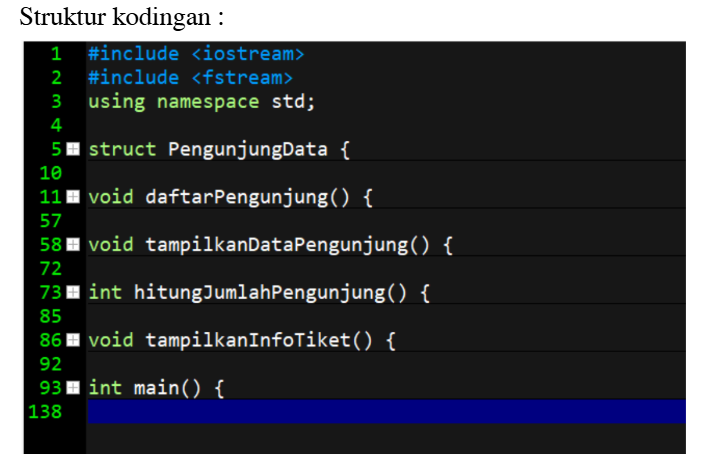 Struktur kodingan :
1 #include <iostream>
2 #include <fstream>
3 using namespace std;
4
5 struct PengunjungData {
10
11 void daftarPengunjung() {
57
58 void tampilkanDataPengunjung() {
72
73 int hitungJumlahPengunjung() {
85
86 void tampilkanInfoTiket() {
92
93 int main() {
138